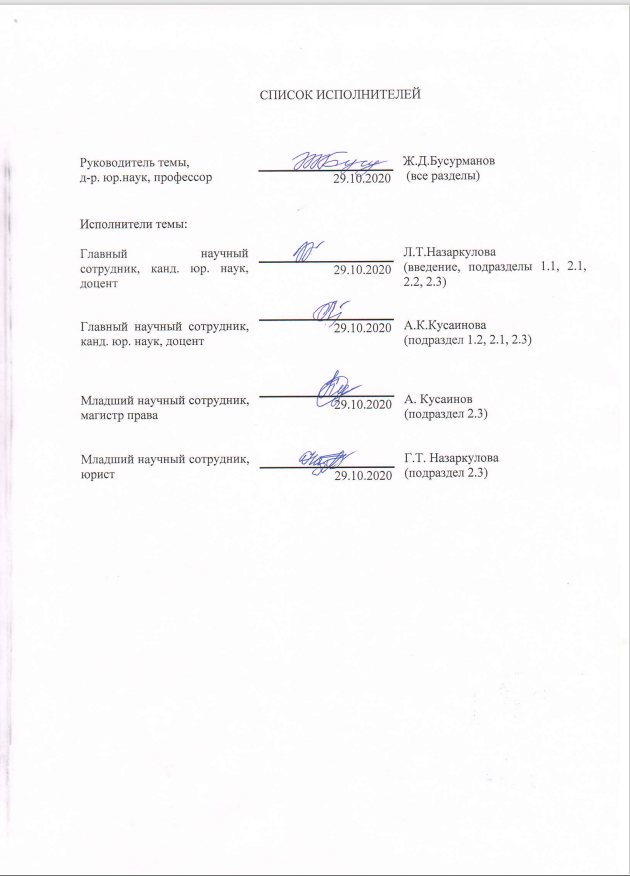 СПИСОК ИСПОЛНИТЕЛЕЙ
Руководитель темы, Ж.Д.Бусурманов
д-р. юр.наук, профессор 29.10.2020 (все разделы)
Исполнители темы:
Главный научный Л.Т.Назаркулова
сотрудник, канд. юр. наук, 29.10.2020 (введение, подразделы 1.1, 2.1,
доцент 2.2, 2.3)
Главный научный сотрудник, 29.10.2020 А.К.Кусаинова
канд. юр. наук, доцент (подраздел 1.2, 2.1, 2.3)
Младший научный сотрудник, 29.10.2020 А. Кусаинов
магистр права (подраздел 2.3)
Младший научный сотрудник, Г.Т. Назаркулова
юрист 29.10.2020 (подраздел 2.3)